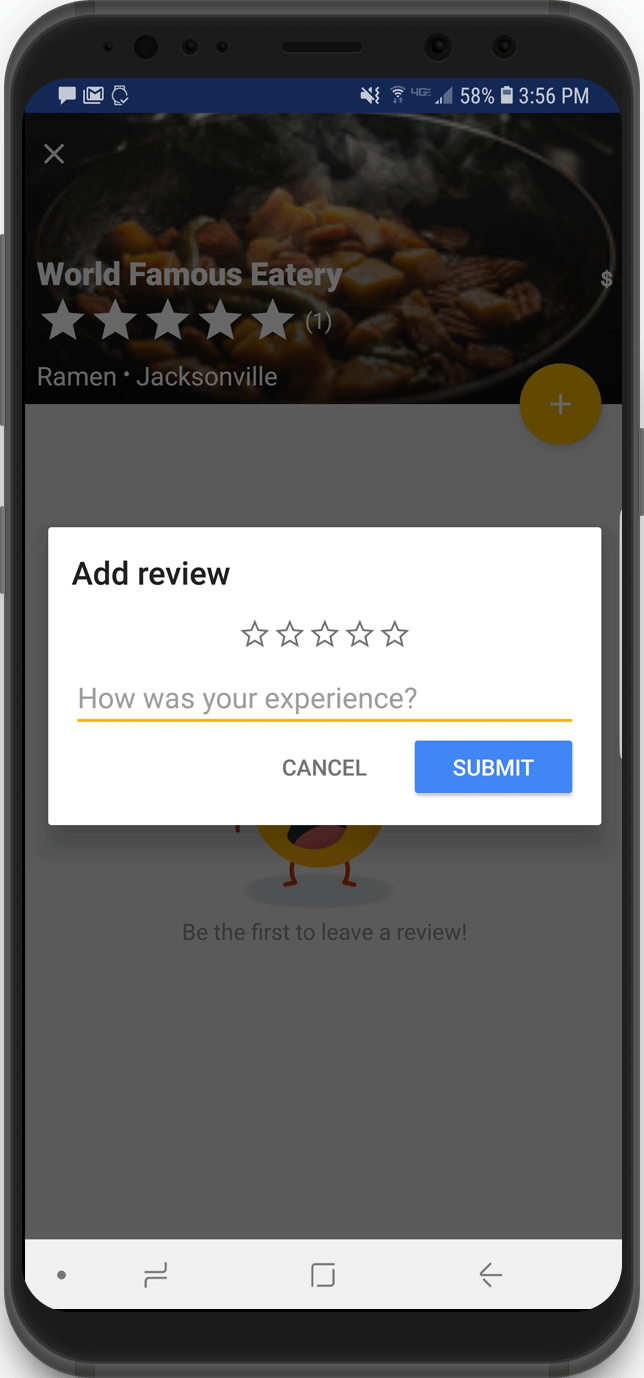 4GE 58% 3:56 PM
World Famous Eatery
$
(1)
Ramen • Jacksonville
+
Add review
How was your experience?
CANCEL SUBMIT
Be the first to leave a review!